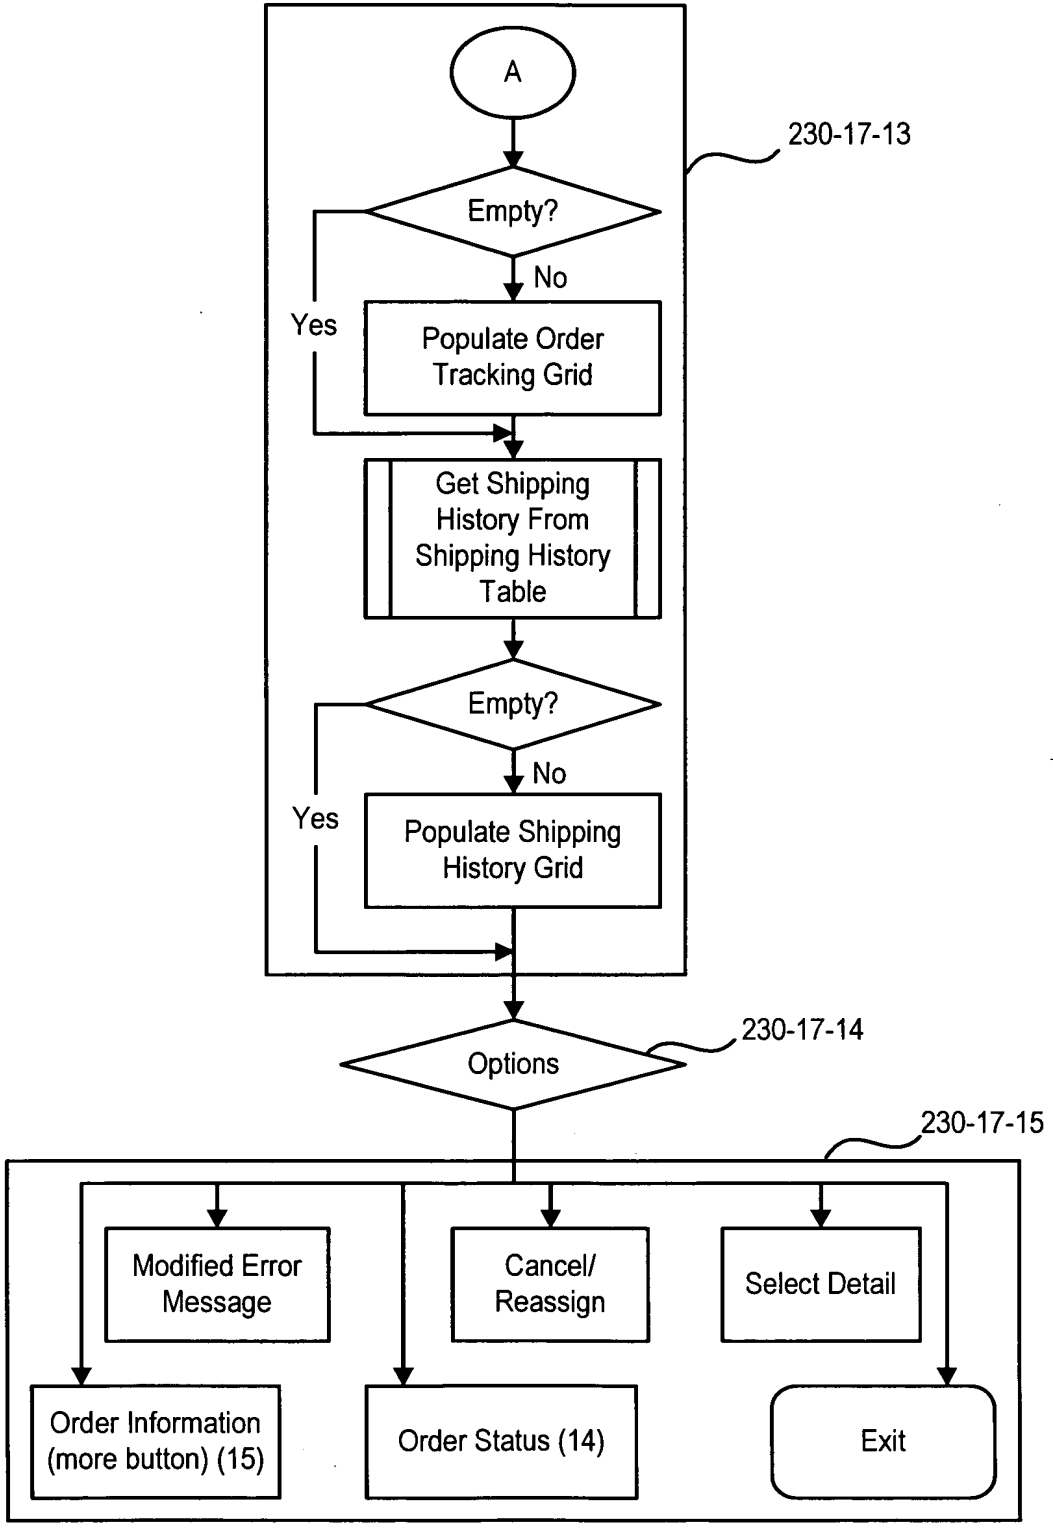 A
230-17-13
Empty?
No
Yes
Populate Order
Tracking Grid
Get Shipping
History From
Shipping History
Table
Empty?
No
Yes
Populate Shipping
History Grid
230-17-14
Options
230-17-15
Modified Error
Message
Cancel/
Reassign
Select Detail
Order Information
(more button) (15)
Order Status (14)
Exit